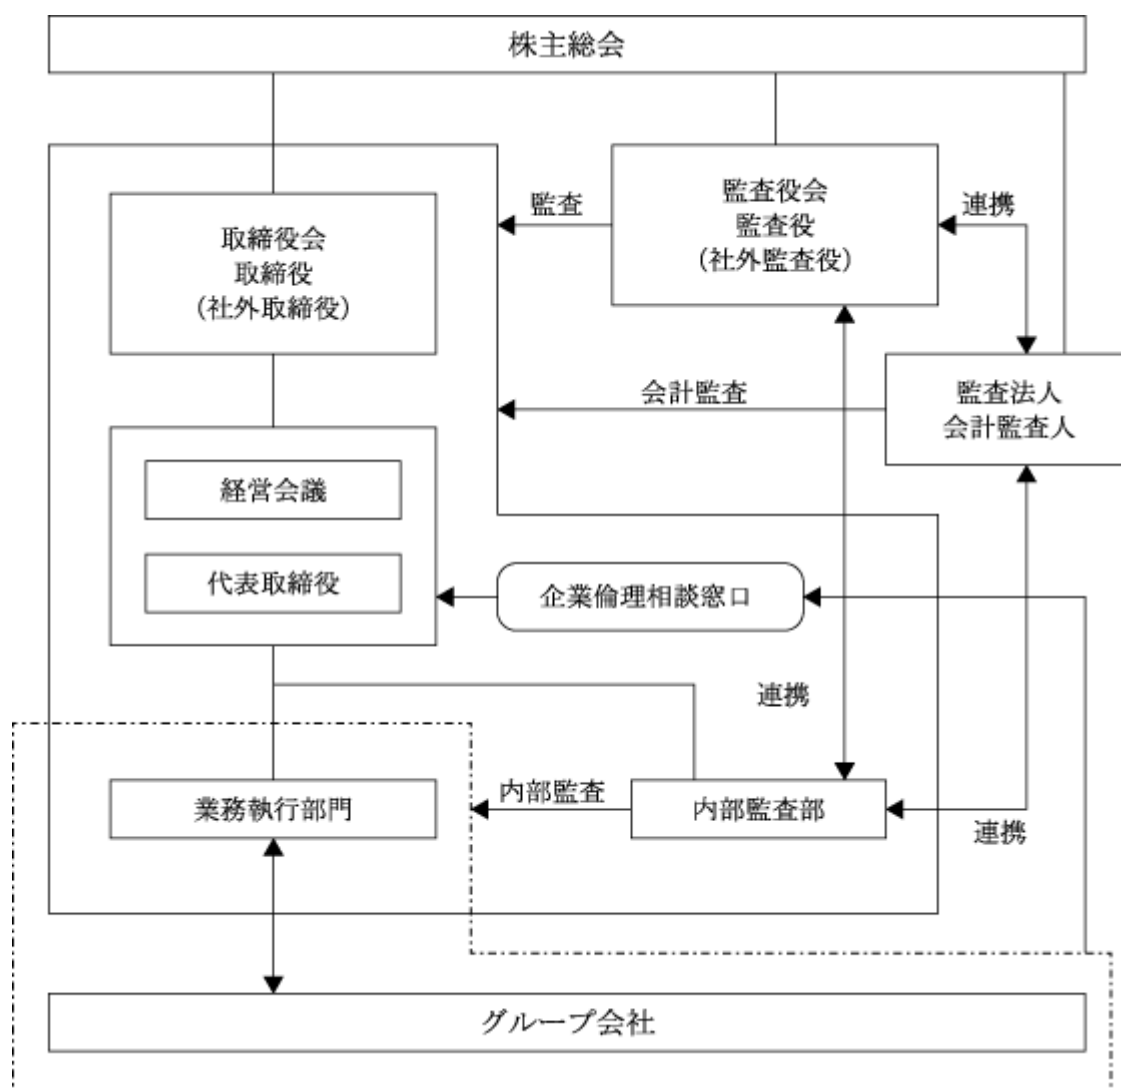 株主総会
監査役会
監査役
(社外監査役)
監査
連携
取締役会
取締役
(社外取締役)
会計監査
監査法人
会計監査人
経営会議
代表取締役
企業倫理相談窓口
連携
業務執行部門
内部監査
内部監査部
連携
グループ会社